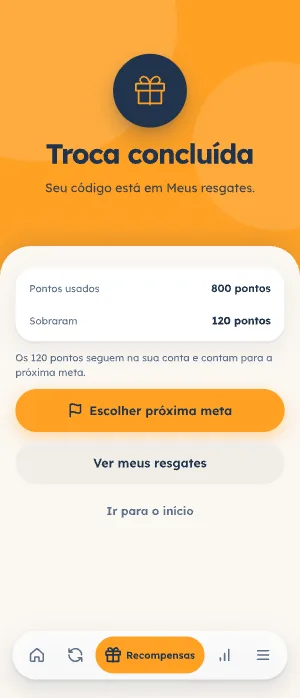 Troca concluída
Seu código está em Meus resgates.
Pontos usados 800 pontos
Sobraram 120 pontos
Os 120 pontos seguem na sua conta e contam para a
próxima meta.
Escolher próxima meta
Ver meus resgates
Ir para o início
Recompensas